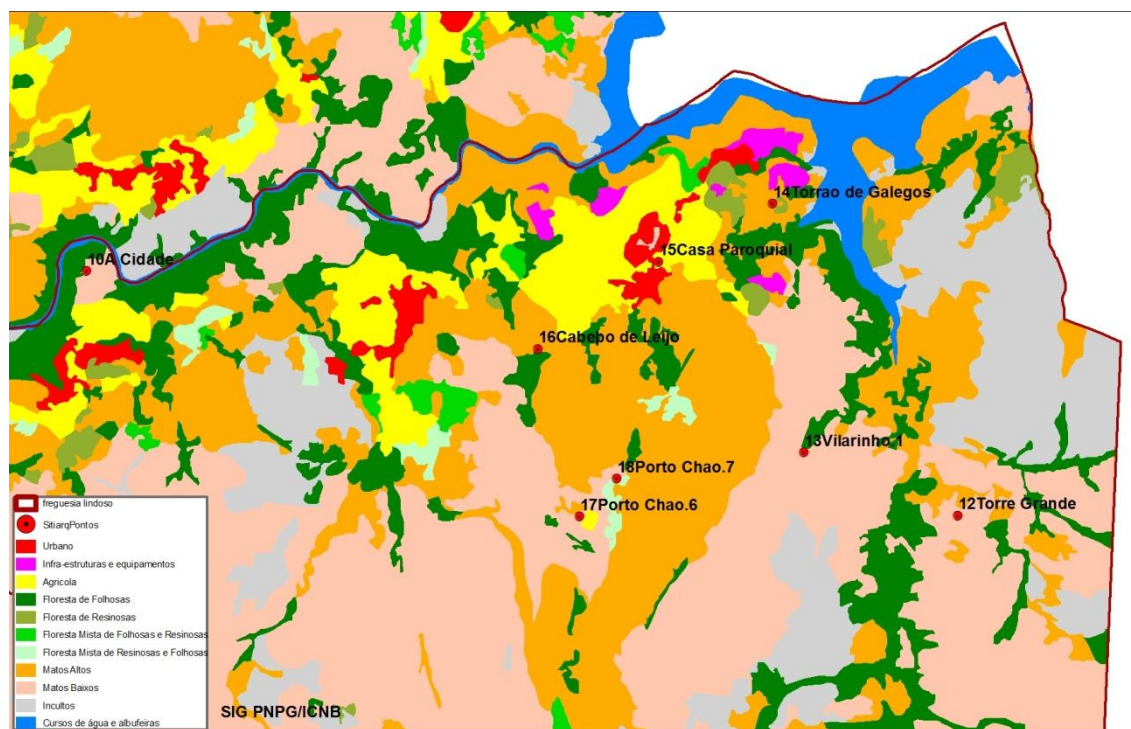 14Torrao de Galegos
15Casa Paroquial
10A Cidade
16Cabeþo de Leijo
13Vilarinho.1
18Porto Chao.7
17Porto Chao.6
12Torre Grande
freguesia lindoso
SitiarqPontos
Urbano
Infra-estruturas e equipamentos
Agricola
Floresta de Folhosas
Floresta de Resinosas
Floresta Mista de Folhosas e Resinosas
Floresta Mista de Resinosas e Folhosas
Matos Altos
Matos Baixos
Incultos
Cursos de água e albufeiras
SIG PNPG/ICNB